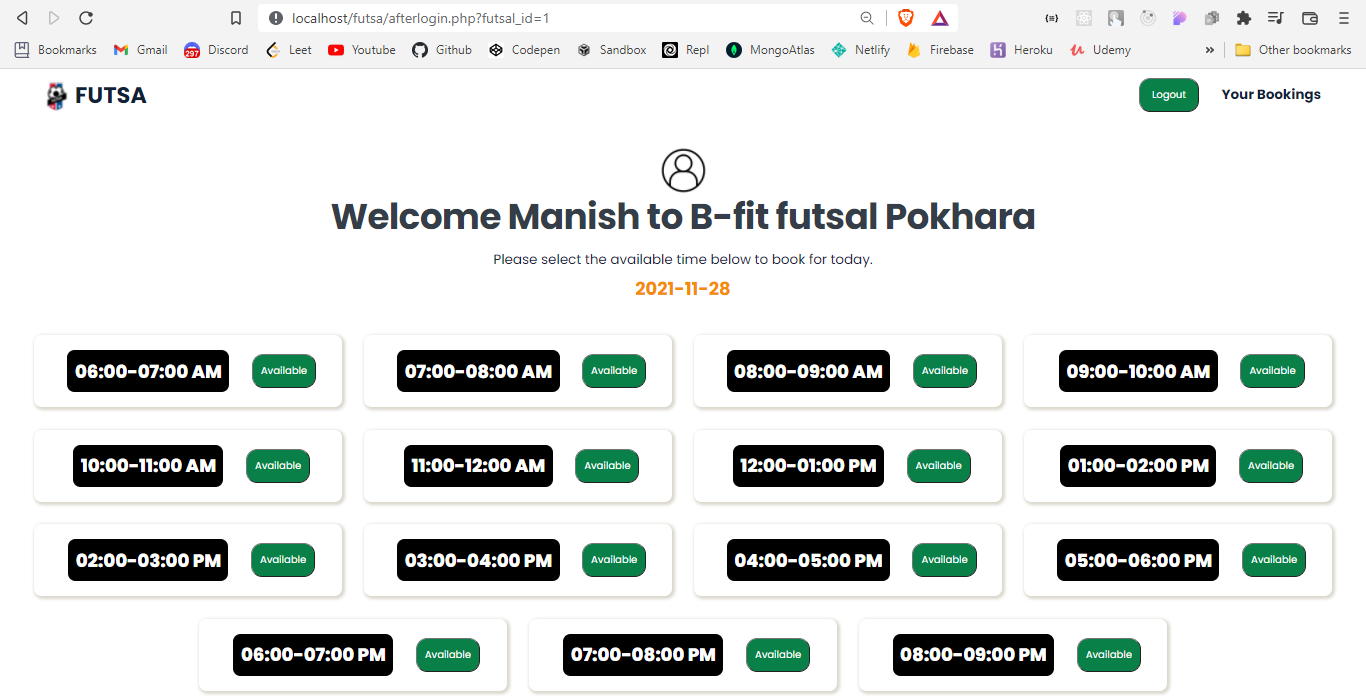 localhost/futsa/afterlogin.php?futsal_id=1
Bookmarks Gmail 297 Discord Leet Youtube Github Codepen Sandbox Repl MongoAtlas Netlify Firebase Heroku Udemy » Other bookmarks
FUTSA Logout Your Bookings
Welcome Manish to B-fit futsal Pokhara
Please select the available time below to book for today.
2021-11-28
06:00-07:00 AM Available 07:00-08:00 AM Available 08:00-09:00 AM Available 09:00-10:00 AM Available
10:00-11:00 AM Available 11:00-12:00 AM Available 12:00-01:00 PM Available 01:00-02:00 PM Available
02:00-03:00 PM Available 03:00-04:00 PM Available 04:00-05:00 PM Available 05:00-06:00 PM Available
06:00-07:00 PM Available 07:00-08:00 PM Available 08:00-09:00 PM Available